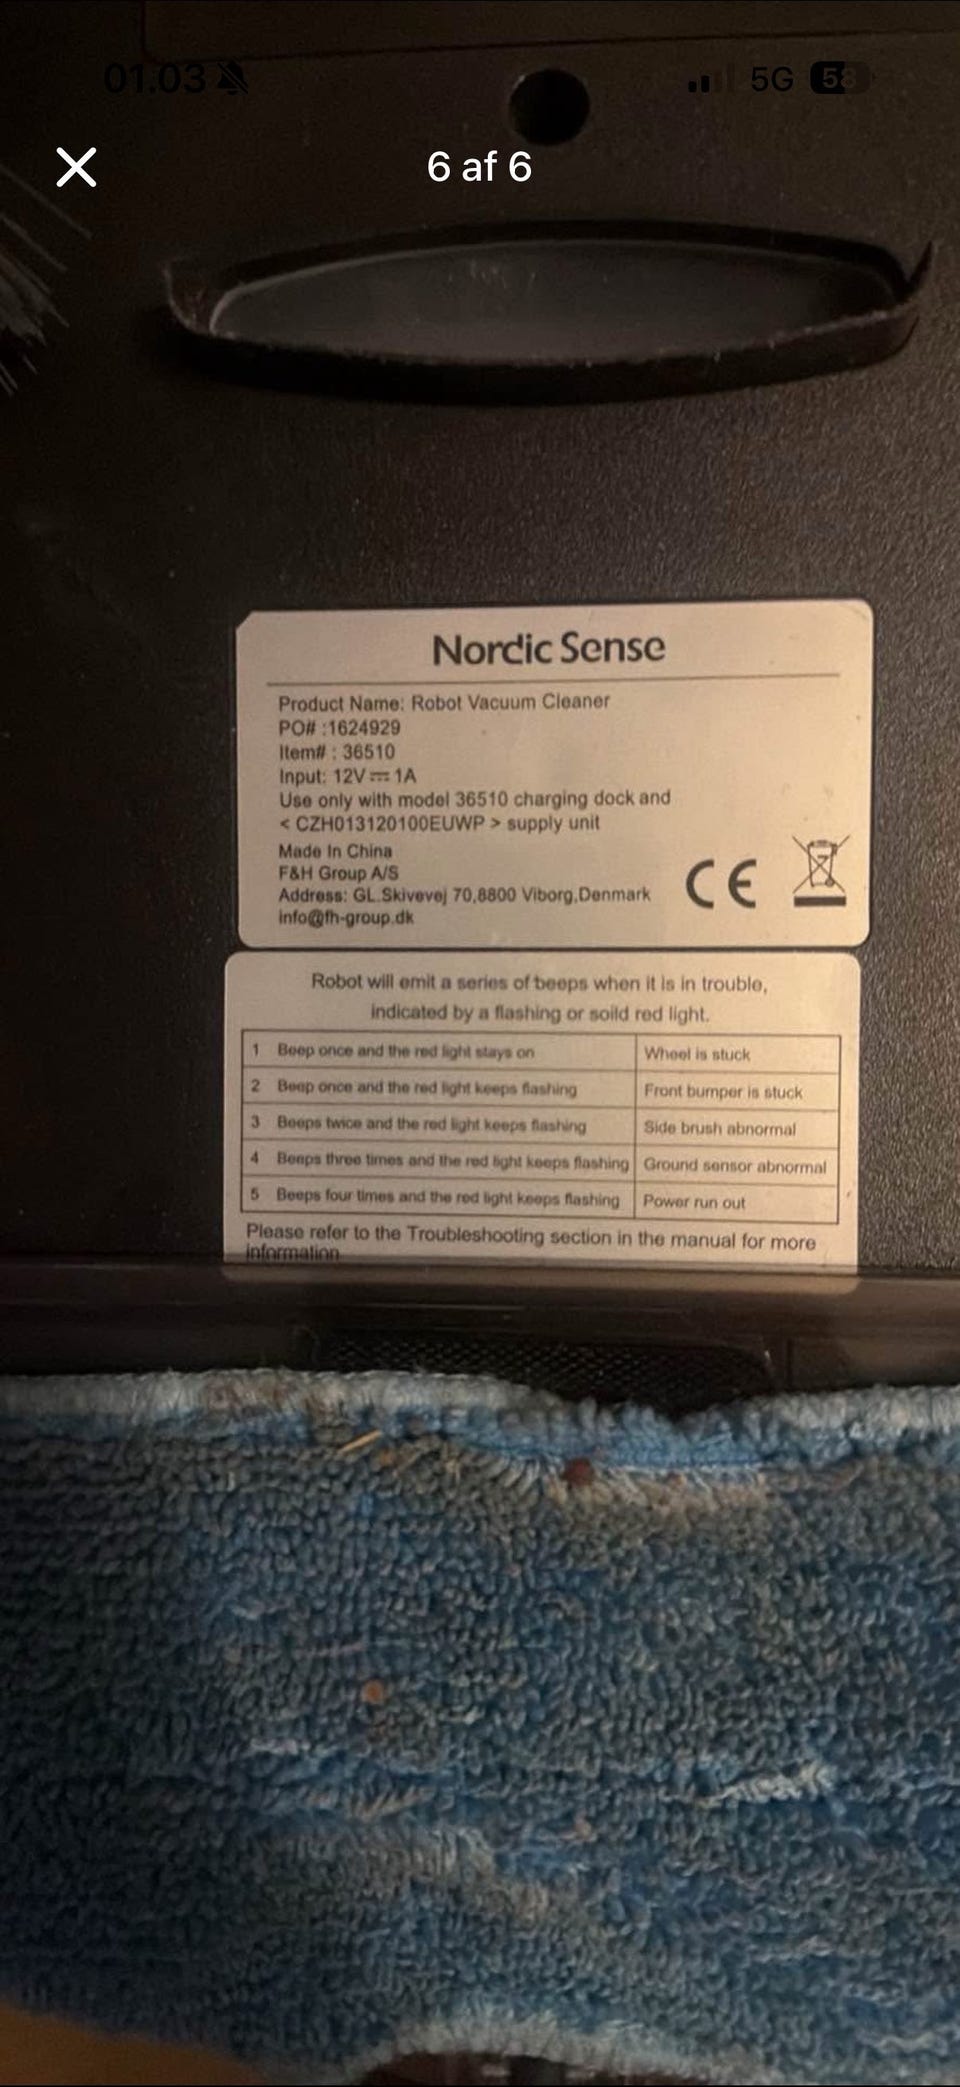 01.03
5G 58
6 af 6
Nordic Sense
Product Name: Robot Vacuum Cleaner
PO# :1624929
Item# : 36510
Input: 12V⎓1A
Use only with model 36510 charging dock and
< CZH013120100EUWP > supply unit
Made In China
F&H Group A/S
Address: GL.Skivevej 70,8800 Viborg,Denmark
info@fh-group.dk
CE
Robot will emit a series of beeps when it is in trouble,
indicated by a flashing or soild red light.
1 Beep once and the red light stays on Wheel is stuck
2 Beep once and the red light keeps flashing Front bumper is stuck
3 Beeps twice and the red light keeps flashing Side brush abnormal
4 Beeps three times and the red light keeps flashing Ground sensor abnormal
5 Beeps four times and the red light keeps flashing Power run out
Please refer to the Troubleshooting section in the manual for more
information